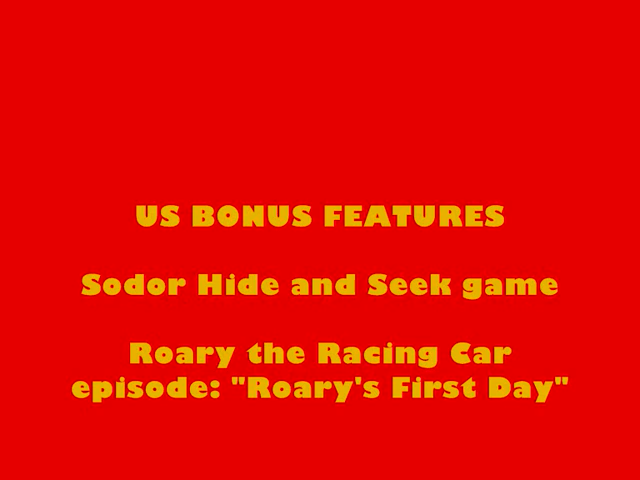 US BONUS FEATURES
Sodor Hide and Seek game
Roary the Racing Car
episode: "Roary's First Day"